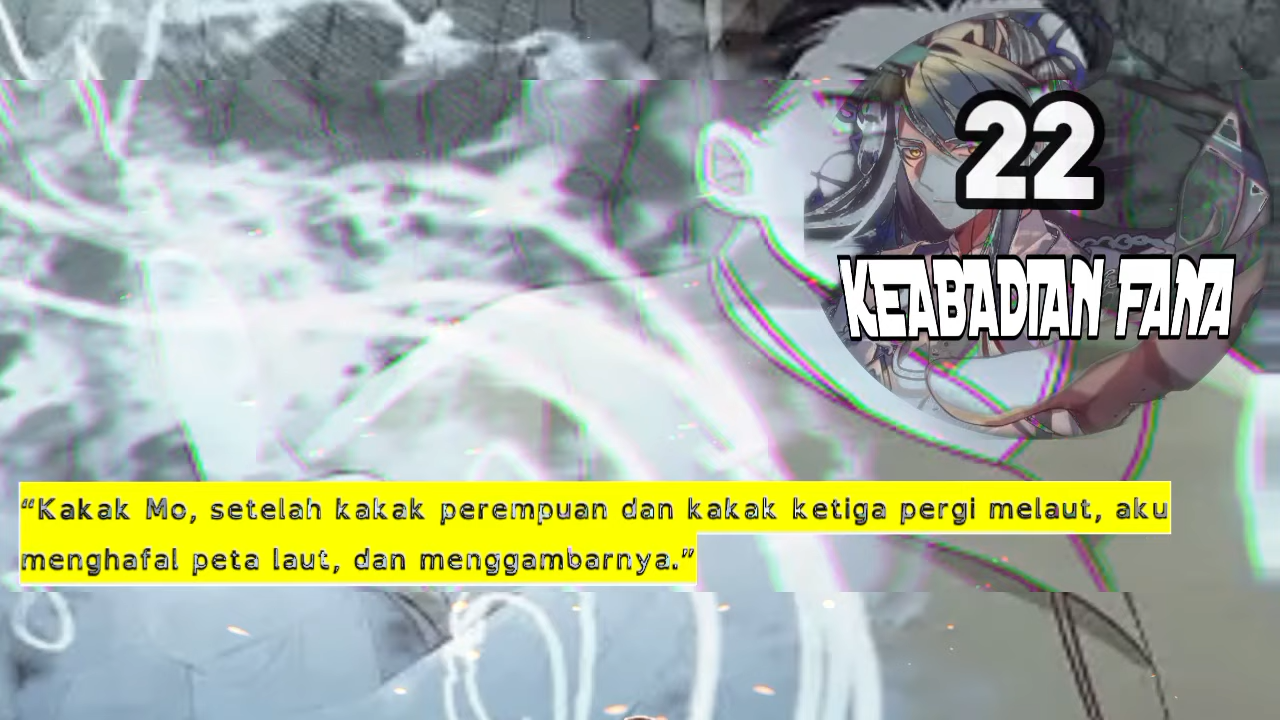 22
KEABADIAN FANA
“Kakak Mo, setelah kakak perempuan dan kakak ketiga pergi melaut, aku
menghafal peta laut, dan menggambarnya.”